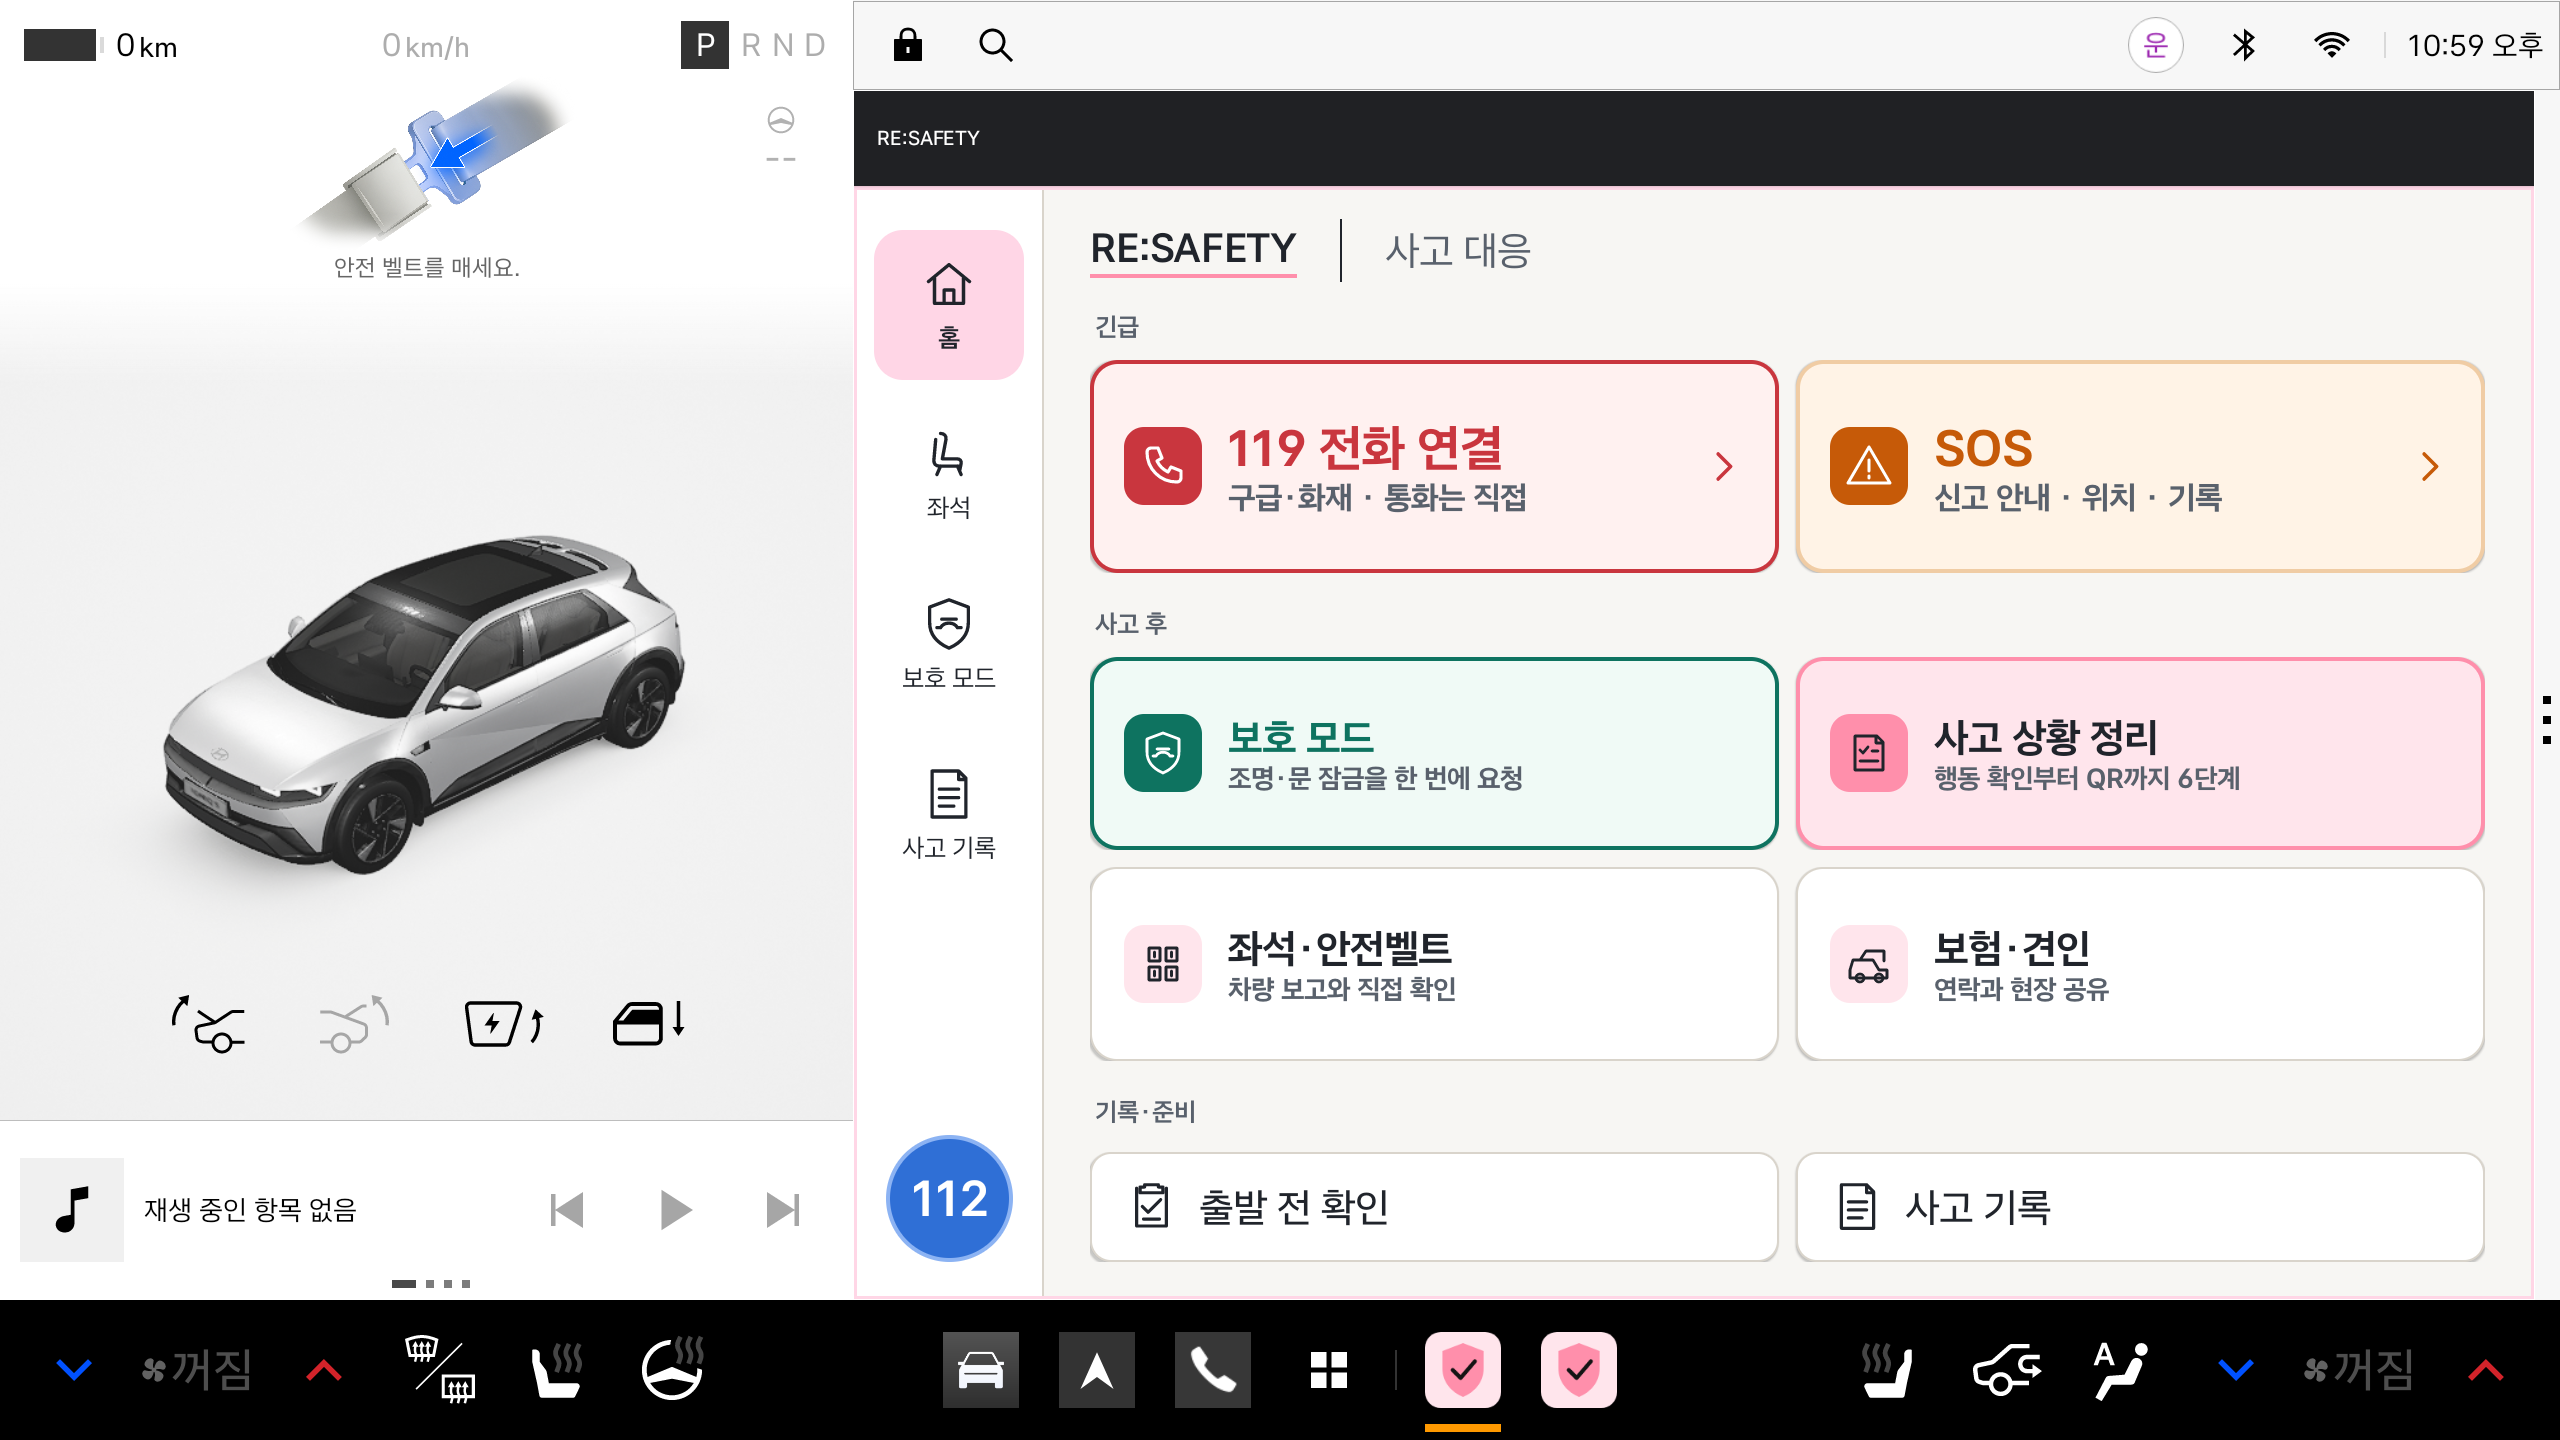 0 km
0 km/h
P R N D
운
10:59 오후
안전 벨트를 매세요.
재생 중인 항목 없음
RE:SAFETY
홈
좌석
보호 모드
사고 기록
112
RE:SAFETY
사고 대응
긴급
119 전화 연결
구급·화재 · 통화는 직접
SOS
신고 안내 · 위치 · 기록
사고 후
보호 모드
조명·문 잠금을 한 번에 요청
사고 상황 정리
행동 확인부터 QR까지 6단계
좌석·안전벨트
차량 보고와 직접 확인
보험·견인
연락과 현장 공유
기록·준비
출발 전 확인
사고 기록
꺼짐
A
꺼짐